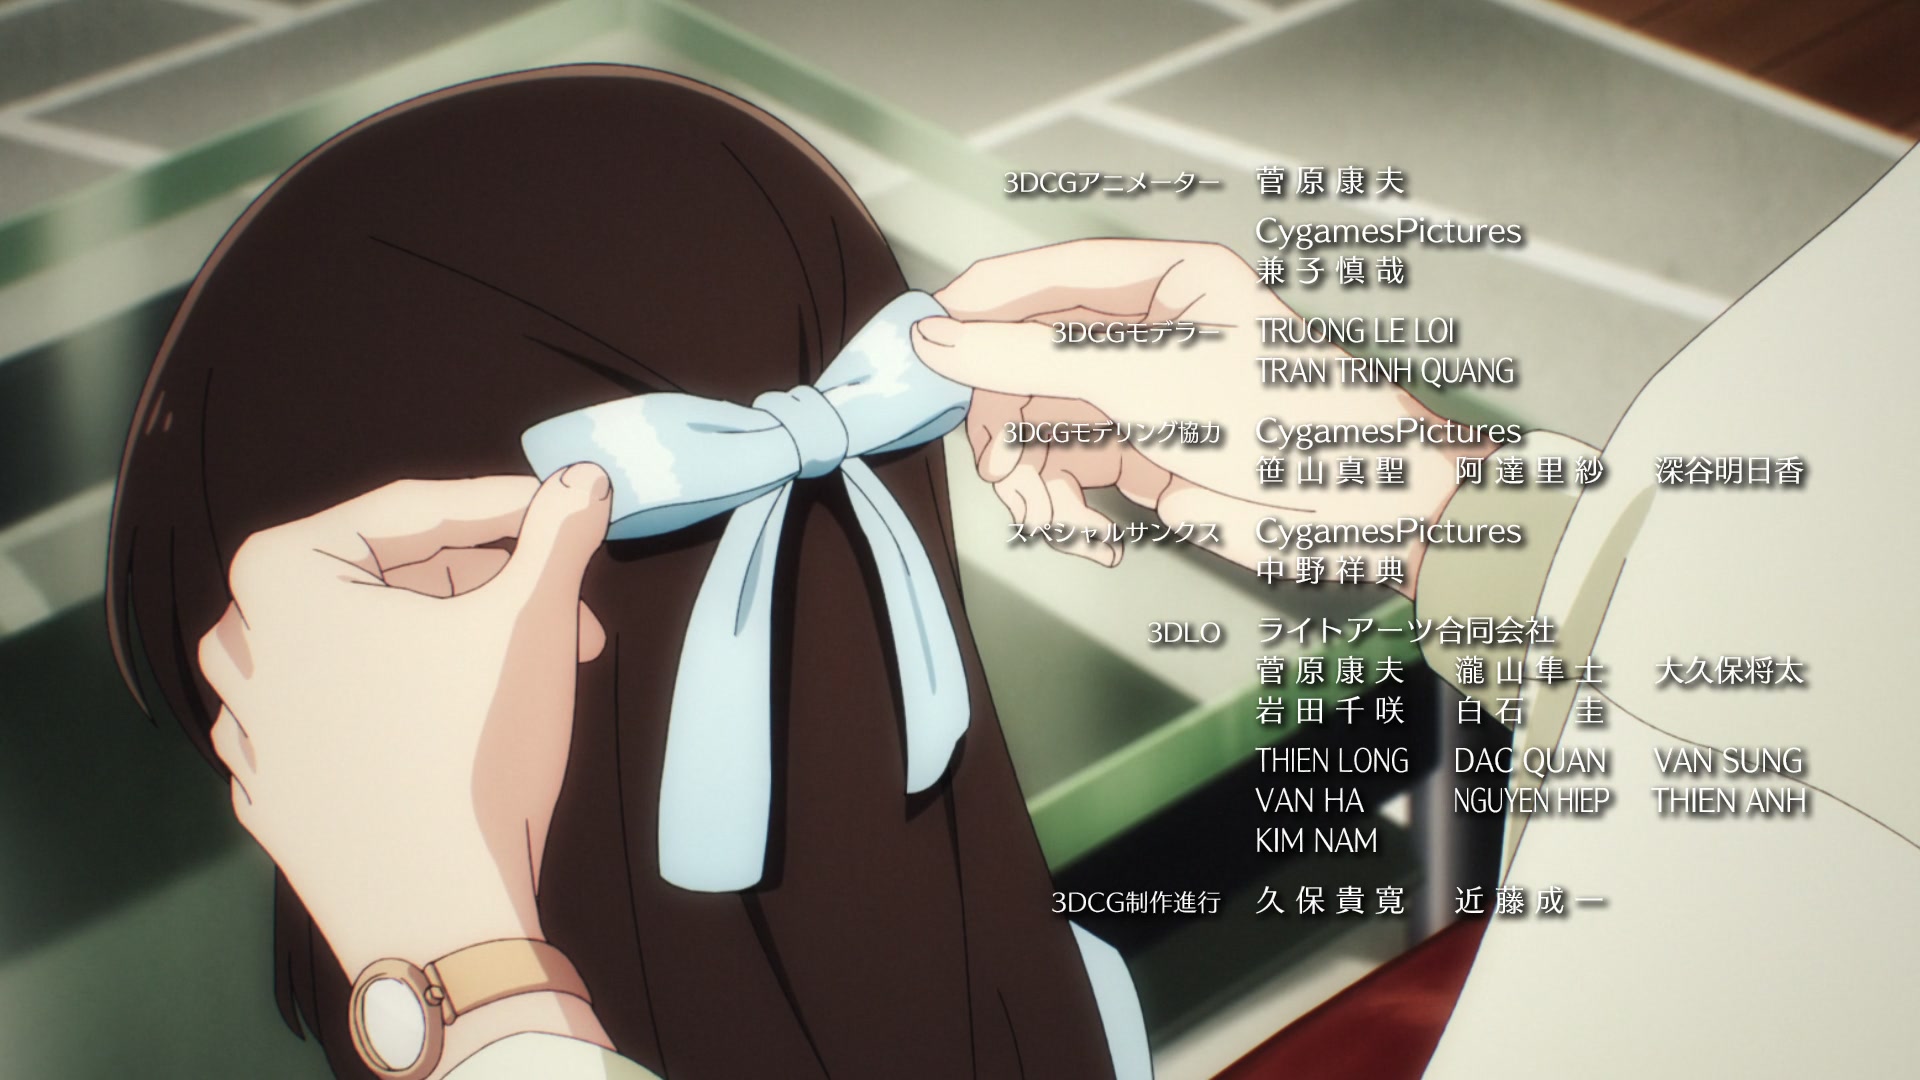 3DCGアニメーター 菅原康夫
CygamesPictures
兼子慎哉
3DCGモデラー TRUONG LE LOI
TRAN TRINH QUANG
3DCGモデリング協力 CygamesPictures
笹山真聖 阿達里紗 深谷明日香
スペシャルサンクス CygamesPictures
中野祥典
3DLO ライトアーツ合同会社
菅原康夫 瀧山隼士 大久保将太
岩田千咲 白石圭
THIEN LONG DAC QUAN VAN SUNG
VAN HA NGUYEN HIEP THIEN ANH
KIM NAM
3DCG制作進行 久保貴寛 近藤成一